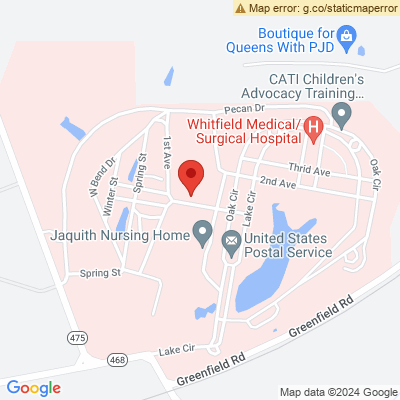 Map error: g.co/staticmaperror
Boutique for
Queens With PJD
CATI Children's
Advocacy Training...
Pecan Dr
Whitfield Medical/
Surgical Hospital
H
1st Ave
Oak Cir
W Bend Dr
Spring St
Thrid Ave
2nd Ave
Winter St
Oak Cir
Lake Cir
Jaquith Nursing Home
United States
Postal Service
Spring St
Greenfield Rd
475
Lake Cir
468
Greenfield Rd
Google
Map data ©2024 Google